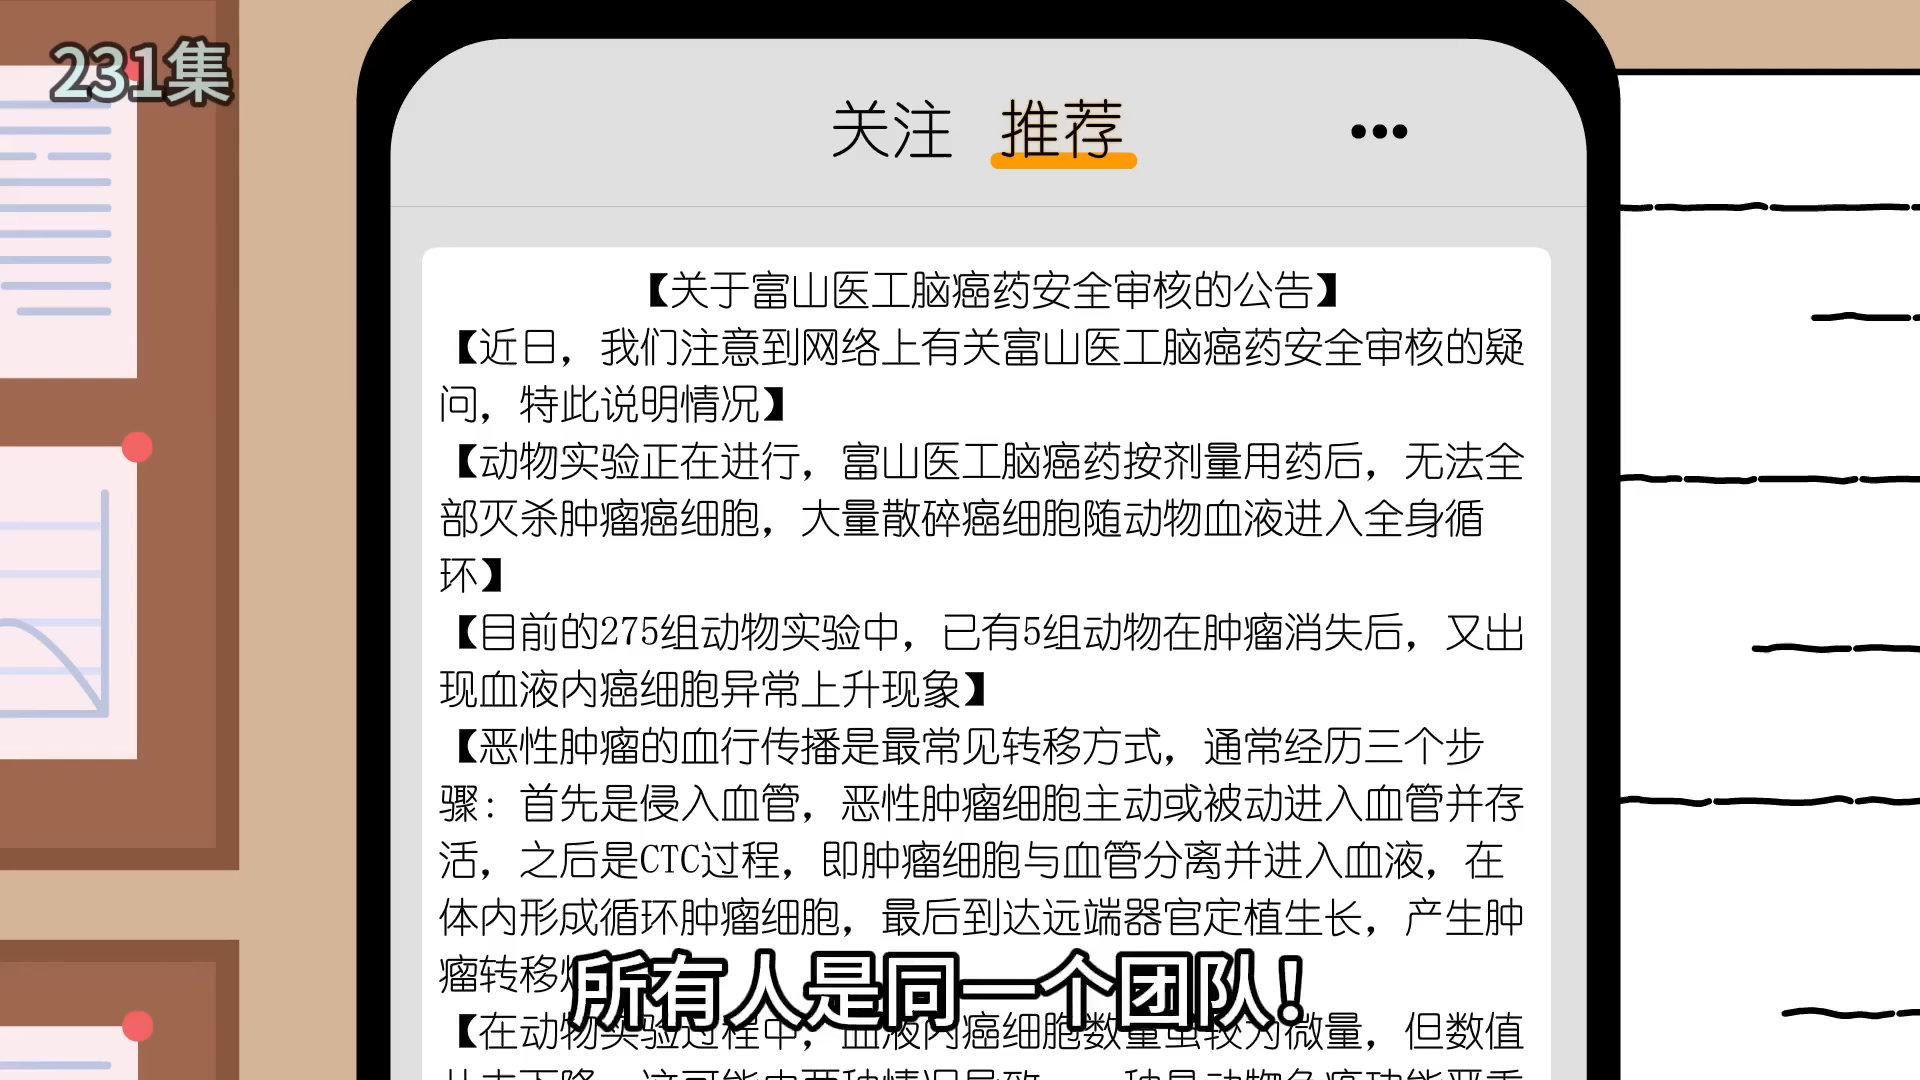 231集
关注 推荐
【关于富山医工脑癌药安全审核的公告】
【近日，我们注意到网络上有关富山医工脑癌药安全审核的疑
问，特此说明情况】
【动物实验正在进行，富山医工脑癌药按剂量用药后，无法全
部灭杀肿瘤癌细胞，大量散碎癌细胞随动物血液进入全身循
环】
【目前的275组动物实验中，已有5组动物在肿瘤消失后，又出
现血液内癌细胞异常上升现象】
【恶性肿瘤的血行传播是最常见转移方式，通常经历三个步
骤：首先是侵入血管，恶性肿瘤细胞主动或被动进入血管并存
活，之后是CTC过程，即肿瘤细胞与血管分离并进入血液，在
体内形成循环肿瘤细胞，最后到达远端器官定植生长，产生肿
瘤转移
所有人是同一个团队！
【在动物实验过程中，血液内癌细胞数量虽较为微量，但数值